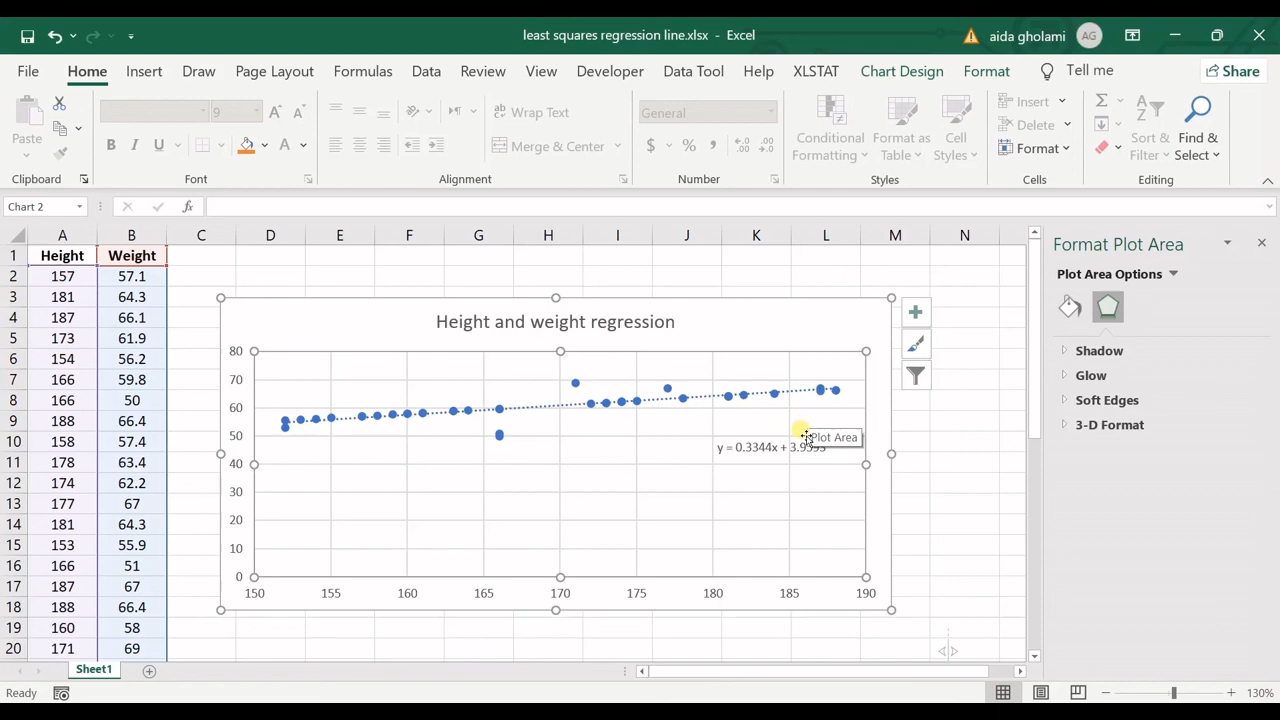 least squares regression line.xlsx - Excel
aida gholami AG
File Home Insert Draw Page Layout Formulas Data Review View Developer Data Tool Help XLSTAT Chart Design Format Tell me Share
Paste
9
Wrap Text
Merge & Center
General
Conditional Formatting
Format as Table
Cell Styles
Insert
Delete
Format
Sort & Filter
Find & Select
Clipboard Font Alignment Number Styles Cells Editing
Chart 2 fx
A B C D E F G H I J K L M N
1 Height Weight
2 157 57.1
3 181 64.3
4 187 66.1
5 173 61.9
6 154 56.2
7 166 59.8
8 166 50
9 188 66.4
10 158 57.4
11 178 63.4
12 174 62.2
13 177 67
14 181 64.3
15 153 55.9
16 166 51
17 187 67
18 188 66.4
19 160 58
20 171 69
Height and weight regression
80
70
60
50
40
30
20
10
0
150 155 160 165 170 175 180 185 190
Plot Area
y = 0.3344x +
Format Plot Area
Plot Area Options
Shadow
Glow
Soft Edges
3-D Format
Sheet1
Ready
130%